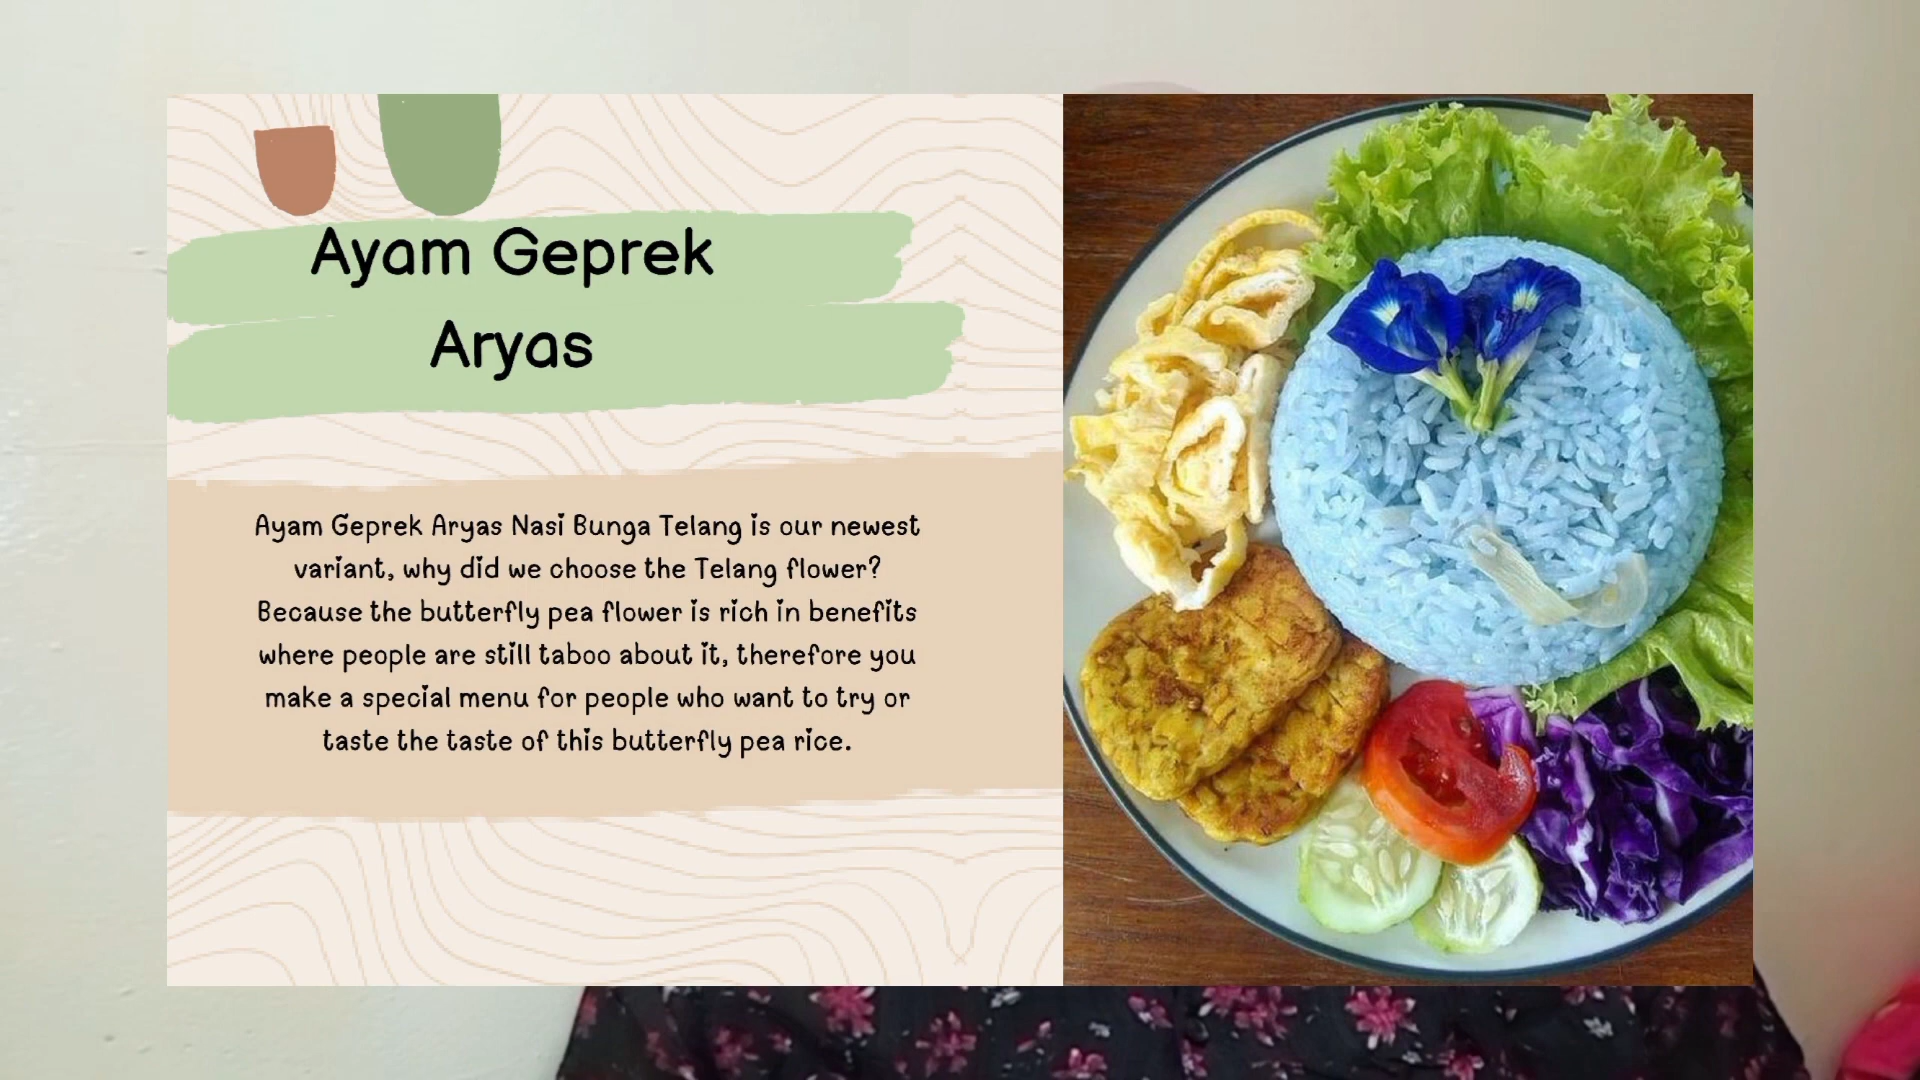 Ayam Geprek
Aryas
Ayam Geprek Aryas Nasi Bunga Telang is our newest
variant, why did we choose the Telang flower?
Because the butterfly pea flower is rich in benefits
where people are still taboo about it, therefore you
make a special menu for people who want to try or
taste the taste of this butterfly pea rice.